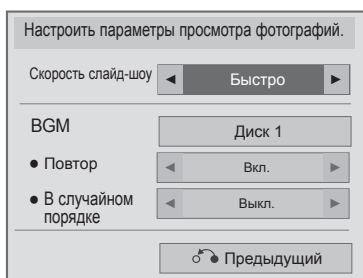 Настроить параметры просмотра фотографий.
Скорость слайд-шоу ◄ Быстро ►
BGM Диск 1
● Повтор ◄ Вкл. ►
● В случайном порядке ◄ Выкл. ►
Предыдущий